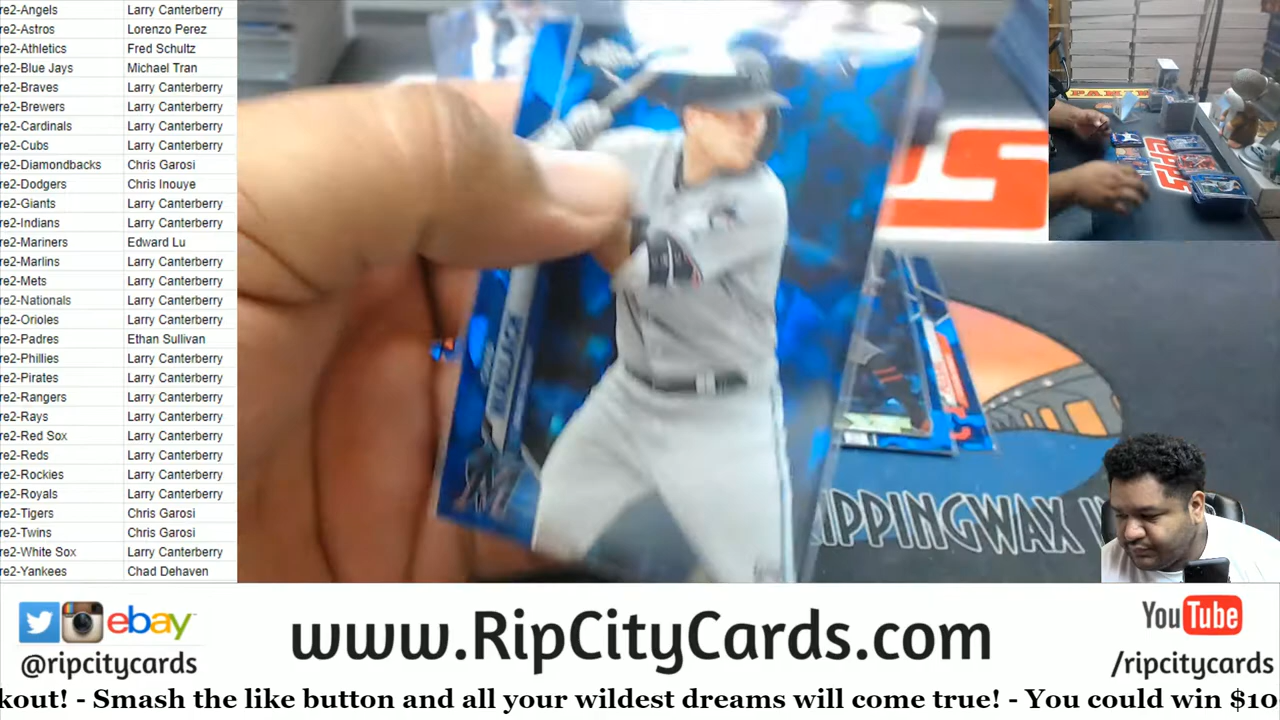 re2-Angels Larry Canterberry
re2-Astros Lorenzo Perez
re2-Athletics Fred Schultz
re2-Blue Jays Michael Tran
re2-Braves Larry Canterberry
re2-Brewers Larry Canterberry
re2-Cardinals Larry Canterberry
re2-Cubs Larry Canterberry
re2-Diamondbacks Chris Garosi
re2-Dodgers Chris Inouye
re2-Giants Larry Canterberry
re2-Indians Larry Canterberry
re2-Mariners Edward Lu
re2-Marlins Larry Canterberry
re2-Mets Larry Canterberry
re2-Nationals Larry Canterberry
re2-Orioles Larry Canterberry
re2-Padres Ethan Sullivan
re2-Phillies Larry Canterberry
re2-Pirates Larry Canterberry
re2-Rangers Larry Canterberry
re2-Rays Larry Canterberry
re2-Red Sox Larry Canterberry
re2-Reds Larry Canterberry
re2-Rockies Larry Canterberry
re2-Royals Larry Canterberry
re2-Tigers Chris Garosi
re2-Twins Chris Garosi
re2-White Sox Larry Canterberry
re2-Yankees Chad Dehaven
PANINI
RIPPINGWAX
ebay
@ripcitycards
www.RipCityCards.com
YouTube
/ripcitycards
kout! - Smash the like button and all your wildest dreams will come true! - You could win $10